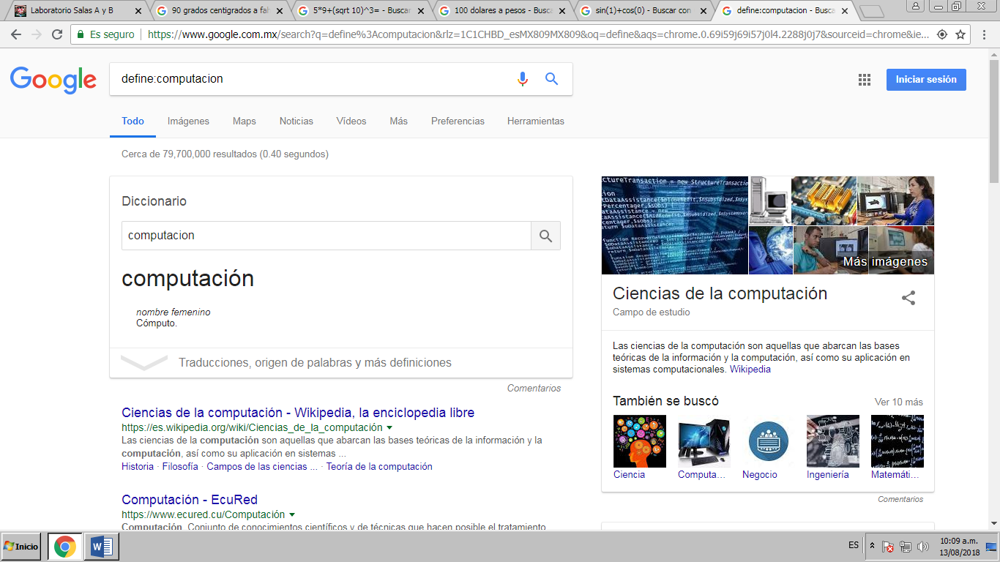 Laboratorio Salas A y B
90 grados centigrados a fah
5*9+(sqrt 10)^3= - Buscar
100 dolares a pesos - Busca
sin(1)+cos(0) - Buscar con
define:computacion - Busca
Es seguro
https://www.google.com.mx/search?q=define%3Acomputacion&rlz=1C1CHBD_esMX809MX809&oq=define&aqs=chrome.0.69i59j69i57j0l4.2288j0j7&sourceid=chrome&ie...
Google
define:computacion
Iniciar sesión
Todo
Imágenes
Maps
Noticias
Vídeos
Más
Preferencias
Herramientas
Cerca de 79,700,000 resultados (0.40 segundos)
Diccionario
computacion
computación
nombre femenino
Cómputo.
Traducciones, origen de palabras y más definiciones
Comentarios
Ciencias de la computación - Wikipedia, la enciclopedia libre
https://es.wikipedia.org/wiki/Ciencias_de_la_computación
Las ciencias de la computación son aquellas que abarcan las bases teóricas de la información y la
computación, así como su aplicación en sistemas ...
Historia · Filosofía · Campos de las ciencias ... · Teoría de la computación
Computación - EcuRed
https://www.ecured.cu/Computación
Computación. Conjunto de conocimientos científicos y de técnicas que hacen posible el tratamiento
Más imágenes
Ciencias de la computación
Campo de estudio
Las ciencias de la computación son aquellas que abarcan las bases
teóricas de la información y la computación, así como su aplicación en
sistemas computacionales. Wikipedia
También se buscó
Ver 10 más
Ciencia
Computa...
Negocio
Ingeniería
Matemáti...
Comentarios
Inicio
ES
10:09 a.m.
13/08/2018